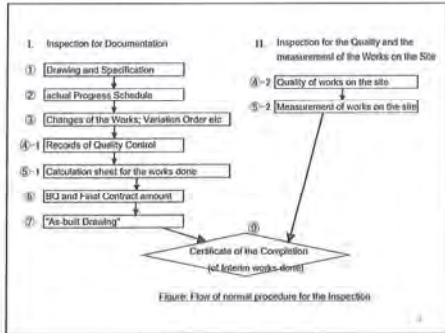 I. Inspection for Documentation
II. Inspection for the Quality and the
measurement of the Works on the Site
① Drawing and Specification
② actual Progress Schedule
③ Changes of the Works; Variation Order etc
④-1 Records of Quality Control
⑤-1 Calculation sheet for the works done
⑥ BQ and Final Contract amount
⑦ "As-built Drawing"
④-2 Quality of works on the site
⑤-2 Measurement of works on the site
Certificate of the Completion
(of Interim works done)
Figure: Flow of normal procedure for the Inspection